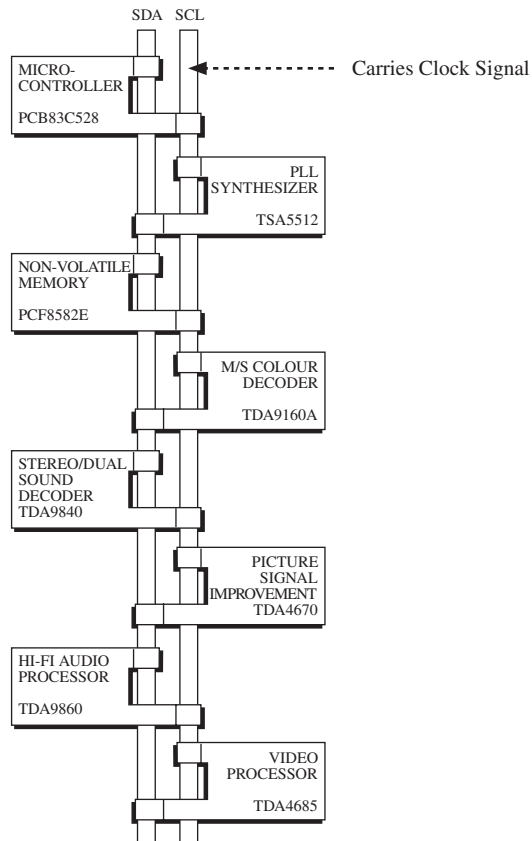 SDA SCL
Carries Clock Signal
MICRO-
CONTROLLER
PCB83C528
PLL
SYNTHESIZER
TSA5512
NON-VOLATILE
MEMORY
PCF8582E
M/S COLOUR
DECODER
TDA9160A
STEREO/DUAL
SOUND
DECODER
TDA9840
PICTURE
SIGNAL
IMPROVEMENT
TDA4670
HI-FI AUDIO
PROCESSOR
TDA9860
VIDEO
PROCESSOR
TDA4685